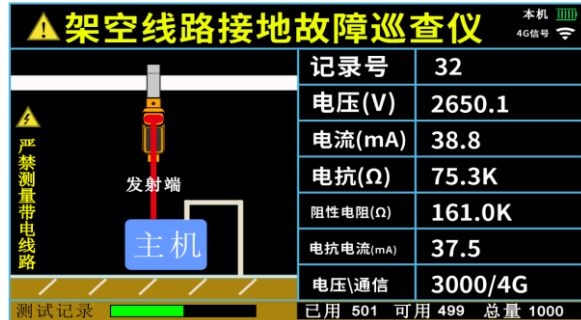 架空线路接地故障巡查仪
本机
4G信号
记录号 32
电压(V) 2650.1
电流(mA) 38.8
电抗(Ω) 75.3K
阻性电阻(Ω) 161.0K
电抗电流(mA) 37.5
电压\通信 3000/4G
严禁测量带电线路
发射端
主机
测试记录
已用 501 可用 499 总量 1000